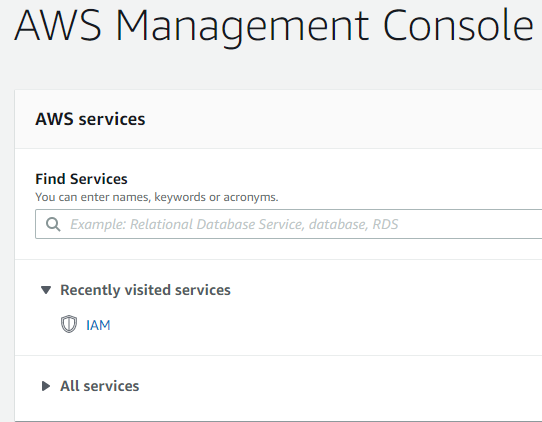 AWS Management Console
AWS services
Find Services
You can enter names, keywords or acronyms.
Example: Relational Database Service, database, RDS
Recently visited services
IAM
All services